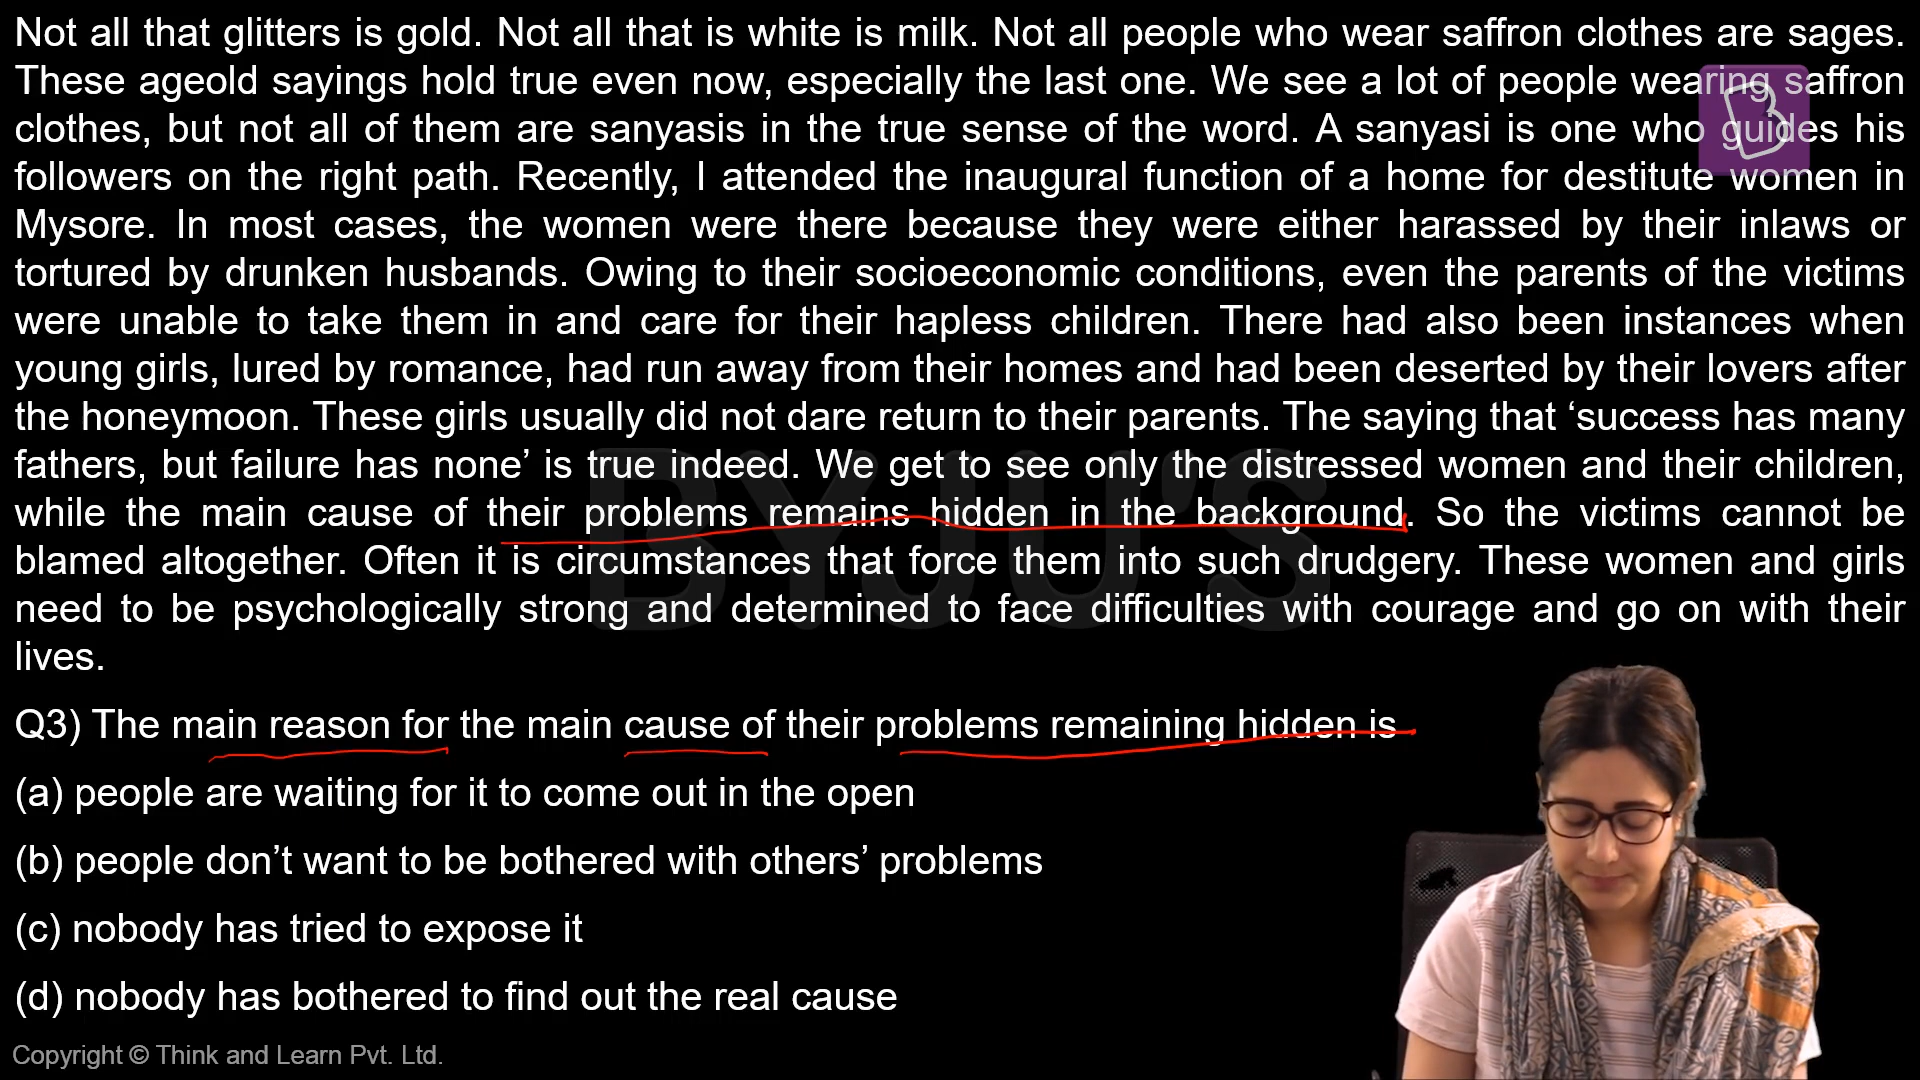 Not all that glitters is gold. Not all that is white is milk. Not all people who wear saffron clothes are sages.
These ageold sayings hold true even now, especially the last one. We see a lot of people wearing saffron
clothes, but not all of them are sanyasis in the true sense of the word. A sanyasi is one who guides his
followers on the right path. Recently, I attended the inaugural function of a home for destitute women in
Mysore. In most cases, the women were there because they were either harassed by their inlaws or
tortured by drunken husbands. Owing to their socioeconomic conditions, even the parents of the victims
were unable to take them in and care for their hapless children. There had also been instances when
young girls, lured by romance, had run away from their homes and had been deserted by their lovers after
the honeymoon. These girls usually did not dare return to their parents. The saying that ‘success has many
fathers, but failure has none’ is true indeed. We get to see only the distressed women and their children,
while the main cause of their problems remains hidden in the background. So the victims cannot be
blamed altogether. Often it is circumstances that force them into such drudgery. These women and girls
need to be psychologically strong and determined to face difficulties with courage and go on with their
lives.
BYJU'S
Q3) The main reason for the main cause of their problems remaining hidden is
(a) people are waiting for it to come out in the open
(b) people don’t want to be bothered with others’ problems
(c) nobody has tried to expose it
(d) nobody has bothered to find out the real cause
Copyright © Think and Learn Pvt. Ltd.